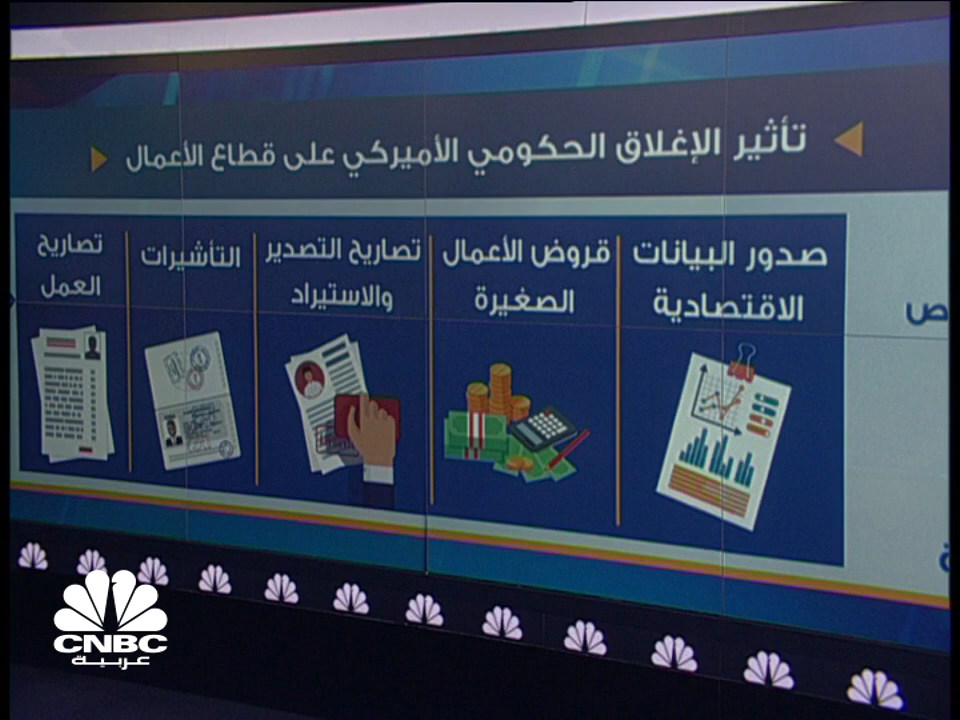 تأثير الإغلاق الحكومي الأميركي على قطاع الأعمال
صدور البيانات
الاقتصادية
قروض الأعمال
الصغيرة
تصاريح التصدير
والاستيراد
التأشيرات
تصاريح
العمل
CNBC
عربية